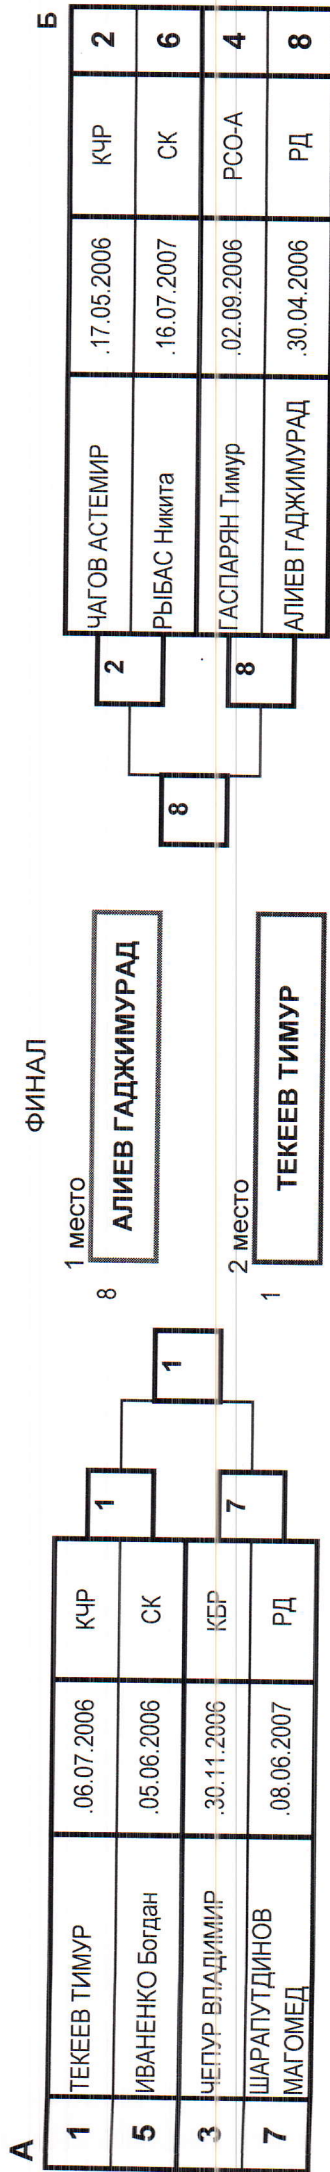 А
1 ТЕКЕЕВ ТИМУР .06.07.2006 КЧР
5 ИВАНЕНКО Богдан .05.06.2006 СК
3 ЧЕПУР ВЛАДИМИР .30.11.2006 КБР
7 ШАРАПУТДИНОВ
МАГОМЕД .08.06.2007 РД
1
7
1
ФИНАЛ
1 место
8 АЛИЕВ ГАДЖИМУРАД
2 место
1 ТЕКЕЕВ ТИМУР
8
2
8
Б
ЧАГОВ АСТЕМИР .17.05.2006 КЧР 2
РЫБАС Никита .16.07.2007 СК 6
ГАСПАРЯН Тимур .02.09.2006 РСО-А 4
АЛИЕВ ГАДЖИМУРАД .30.04.2006 РД 8